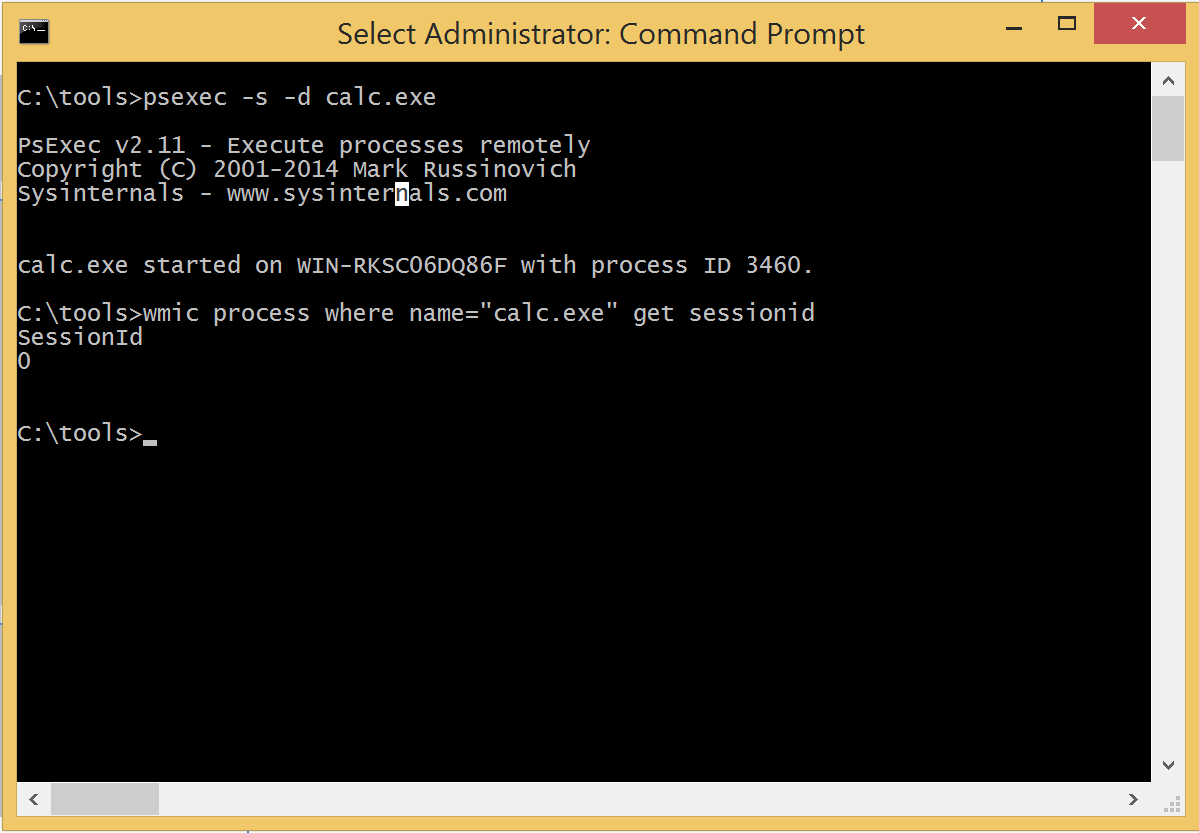 Select Administrator: Command Prompt
C:\tools>psexec -s -d calc.exe
PsExec v2.11 - Execute processes remotely
Copyright (C) 2001-2014 Mark Russinovich
Sysinternals - www.sysinternals.com
calc.exe started on WIN-RKSC06DQ86F with process ID 3460.
C:\tools>wmic process where name="calc.exe" get sessionid
SessionId
0
C:\tools>